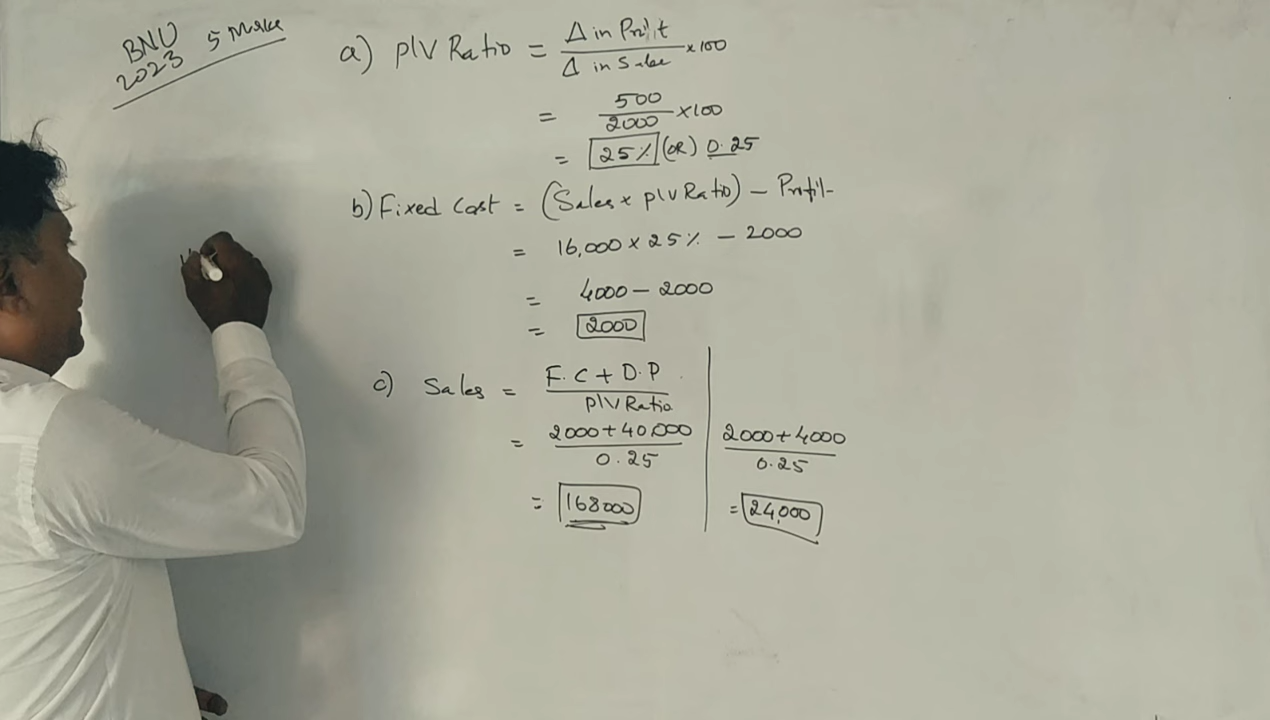 BNU 5 Marks
2023
a) P/V Ratio = Δ in Profit / Δ in Sales × 100
= 500 / 2000 × 100
= 25% (OR) 0.25
b) Fixed Cost = (Sales × P/V Ratio) - Profit
= 16,000 × 25% - 2000
= 4000 - 2000
= 2000
c) Sales = F.C + D.P / P/V Ratio
= 2000 + 40,000 / 0.25
= 168000
2000 + 4000 / 0.25
= 24,000